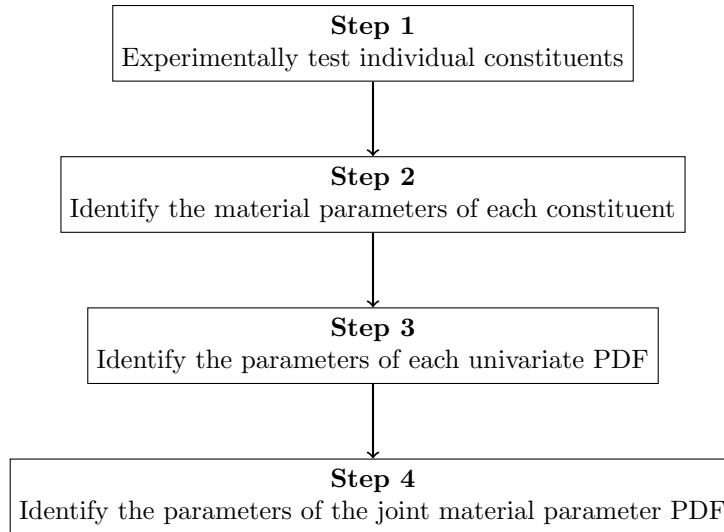 Step 1
Experimentally test individual constituents
Step 2
Identify the material parameters of each constituent
Step 3
Identify the parameters of each univariate PDF
Step 4
Identify the parameters of the joint material parameter PDF